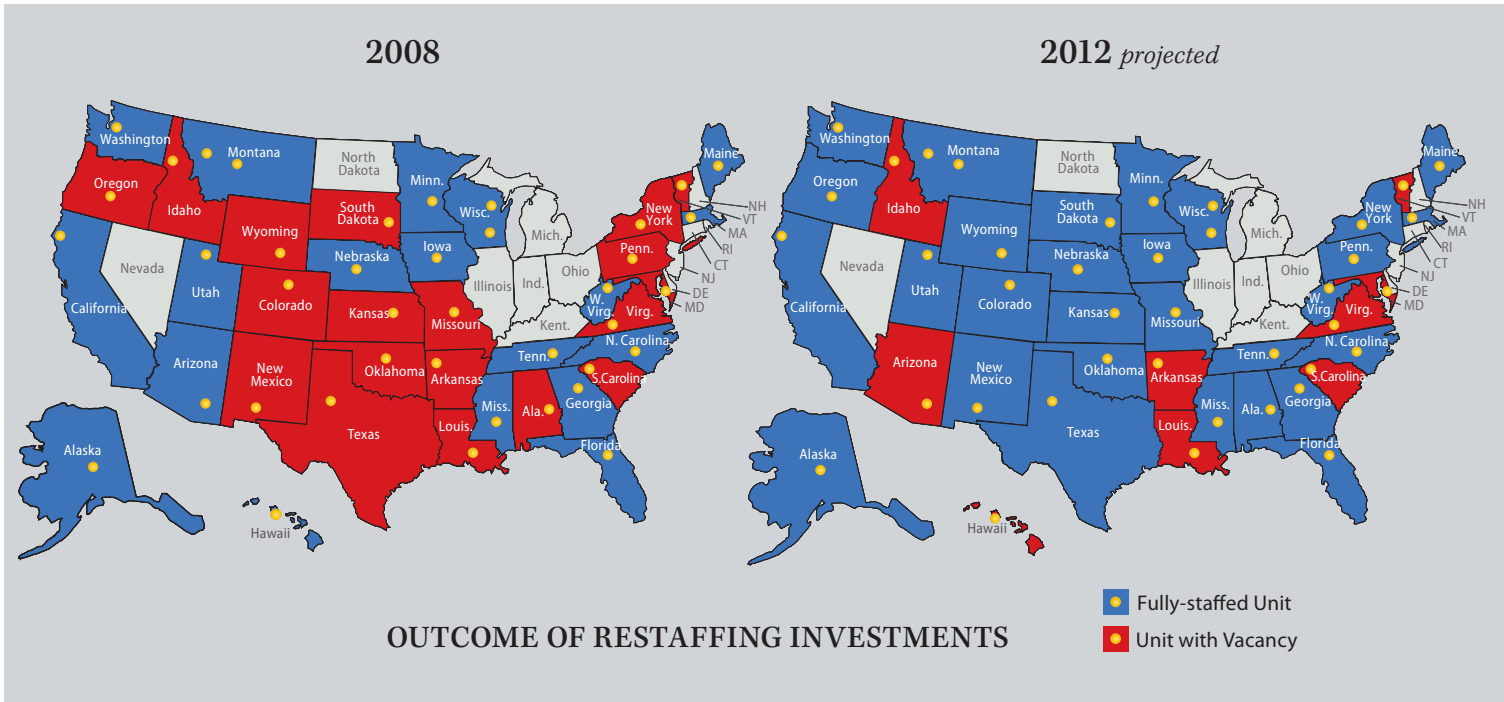 2008
Washington
Montana
North
Dakota
Minn.
Maine
Oregon
Idaho
South
Dakota
Wisc.
New
York
NH
VT
Wyoming
Mich.
MA
Iowa
Penn.
RI
Nebraska
CT
Nevada
Ohio
NJ
Illinois
Ind.
Utah
DE
California
Colorado
W.
Virg.
MD
Kansas
Missouri
Virg.
Kent.
N. Carolina
Tenn.
Arizona
New
Mexico
Oklahoma
Arkansas
S.Carolina
Miss.
Ala.
Georgia
Texas
Louis.
Florida
Alaska
Hawaii
2012 projected
Washington
Montana
North
Dakota
Minn.
Maine
Oregon
Idaho
South
Dakota
Wisc.
New
York
NH
VT
Wyoming
Mich.
MA
Iowa
Penn.
RI
Nebraska
CT
Nevada
Ohio
NJ
Illinois
Ind.
Utah
DE
California
Colorado
W.
Virg.
MD
Kansas
Missouri
Virg.
Kent.
N. Carolina
Tenn.
Arizona
New
Mexico
Oklahoma
Arkansas
S.Carolina
Miss.
Ala.
Georgia
Texas
Louis.
Florida
Alaska
Hawaii
Fully-staffed Unit
Unit with Vacancy
OUTCOME OF RESTAFFING INVESTMENTS